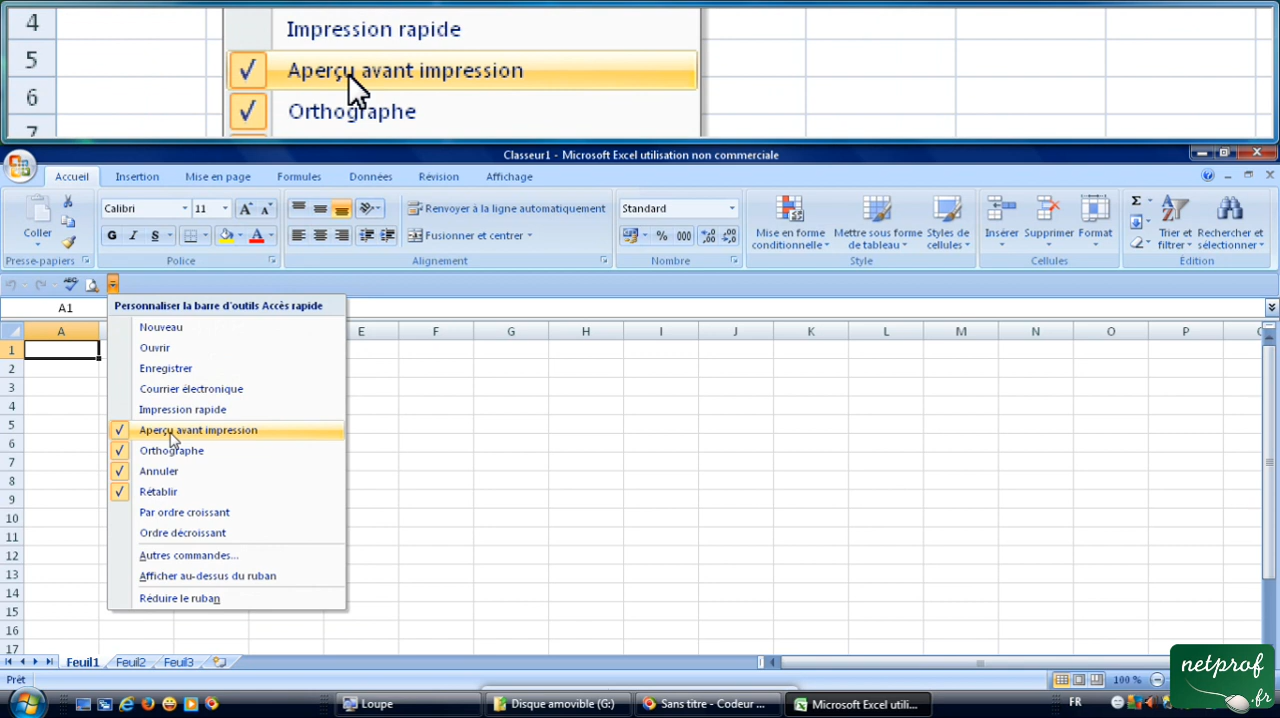 4
Impression rapide
5
Aperçu avant impression
6
Orthographe
7
Classeur1 - Microsoft Excel utilisation non commerciale
Accueil Insertion Mise en page Formules Données Révision Affichage
Calibri 11 Renvoyer à la ligne automatiquement Standard
Coller G I S A Fusionner et centrer % 000 Mise en forme conditionnelle Mettre sous forme de tableau Styles de cellules Insérer Supprimer Format Trier et filtrer Rechercher et sélectionner
Presse-papiers Police Alignement Nombre Style Cellules Édition
A1
Personnaliser la barre d'outils Accès rapide
A E F G H I J K L M N O P
Nouveau
Ouvrir
Enregistrer
Courrier électronique
Impression rapide
Aperçu avant impression
Orthographe
Annuler
Rétablir
Par ordre croissant
Ordre décroissant
Autres commandes...
Afficher au-dessus du ruban
Réduire le ruban
1
2
3
4
5
6
7
8
9
10
11
12
13
14
15
16
17
Feuil1 Feuil2 Feuil3
Prêt 100 %
Loupe Disque amovible (G:) Sans titre - Codeur ... Microsoft Excel utili... FR
netprof
.fr